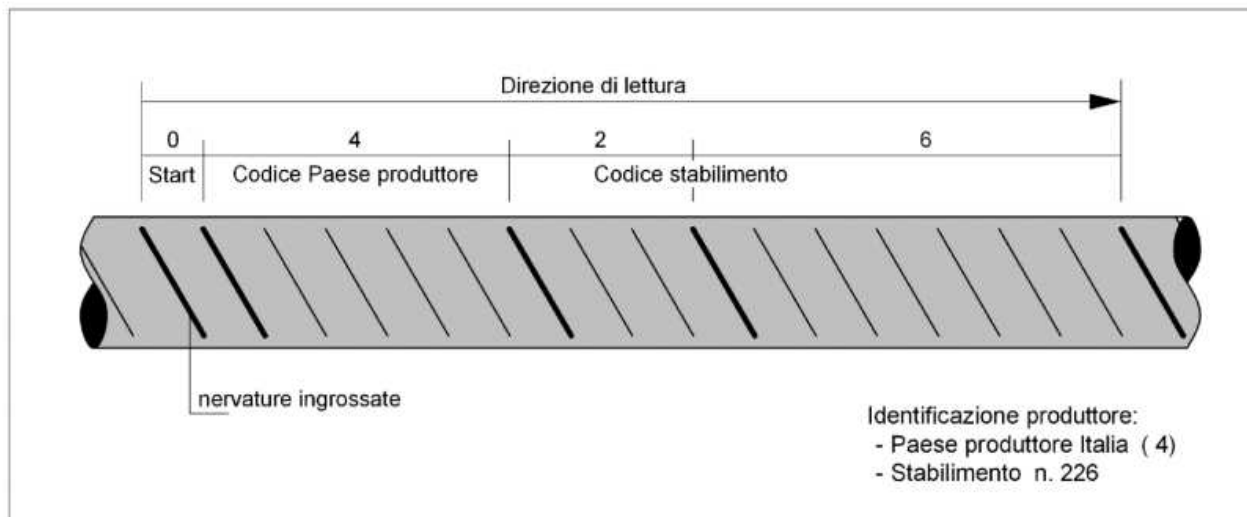 Direzione di lettura
0 4 2 6
Start Codice Paese produttore Codice stabilimento
nervature ingrossate
Identificazione produttore:
- Paese produttore Italia ( 4)
- Stabilimento n. 226